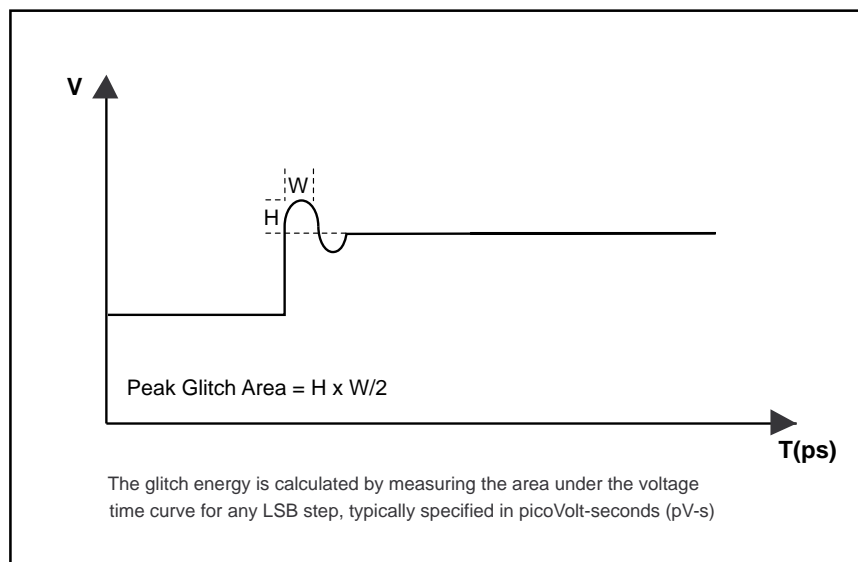 V
W
H
Peak Glitch Area = H x W/2
T(ps)
The glitch energy is calculated by measuring the area under the voltage
time curve for any LSB step, typically specified in picoVolt-seconds (pV-s)